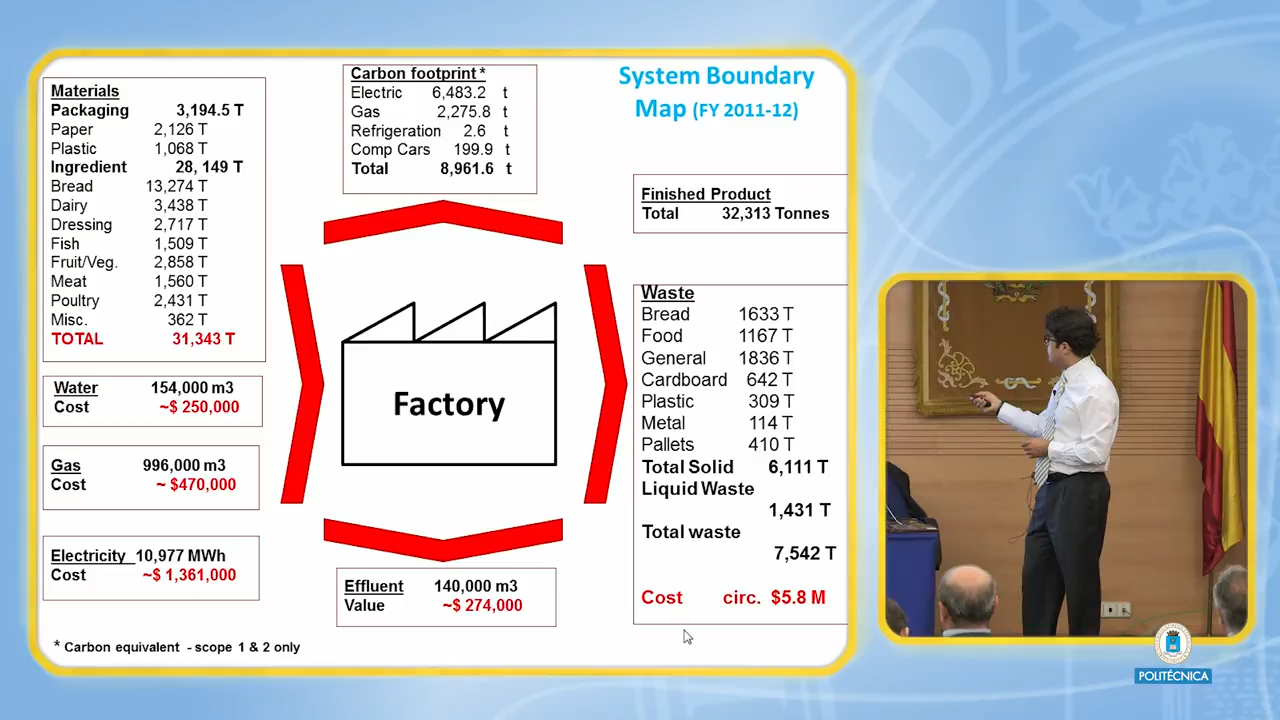 System Boundary
Map (FY 2011-12)
Materials
Packaging 3,194.5 T
Paper 2,126 T
Plastic 1,068 T
Ingredient 28, 149 T
Bread 13,274 T
Dairy 3,438 T
Dressing 2,717 T
Fish 1,509 T
Fruit/Veg. 2,858 T
Meat 1,560 T
Poultry 2,431 T
Misc. 362 T
TOTAL 31,343 T
Water 154,000 m3
Cost ~$ 250,000
Gas 996,000 m3
Cost ~ $470,000
Electricity 10,977 MWh
Cost ~$ 1,361,000
* Carbon equivalent - scope 1 & 2 only
Carbon footprint *
Electric 6,483.2 t
Gas 2,275.8 t
Refrigeration 2.6 t
Comp Cars 199.9 t
Total 8,961.6 t
Factory
Effluent 140,000 m3
Value ~$ 274,000
Finished Product
Total 32,313 Tonnes
Waste
Bread 1633 T
Food 1167 T
General 1836 T
Cardboard 642 T
Plastic 309 T
Metal 114 T
Pallets 410 T
Total Solid 6,111 T
Liquid Waste
1,431 T
Total waste
7,542 T
Cost circ. $5.8 M
POLITÉCNICA